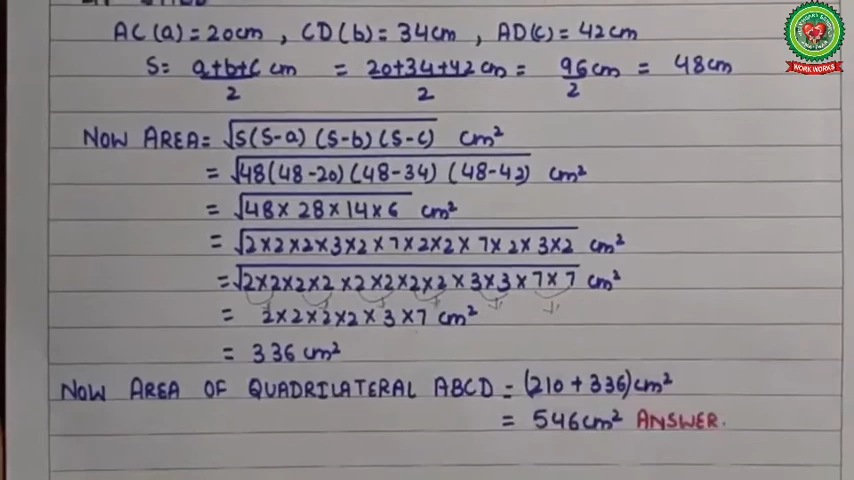 AC(a)=20cm, CD(b)=34cm, AD(c)=42cm
S= a+b+c/2 cm = 20+34+42/2 cm = 96/2 cm = 48cm
NOW AREA= √S(S-a)(S-b)(S-c) cm²
= √48(48-20)(48-34)(48-42) cm²
= √48×28×14×6 cm²
= √2×2×2×3×2×7×2×2×7×2×3×2 cm²
= √2×2×2×2×2×2×2×2×3×3×7×7 cm²
= 2×2×2×2×3×7 cm²
= 336 cm²
NOW AREA OF QUADRILATERAL ABCD = (210+336)cm²
= 546cm² ANSWER.
WORK WORKS